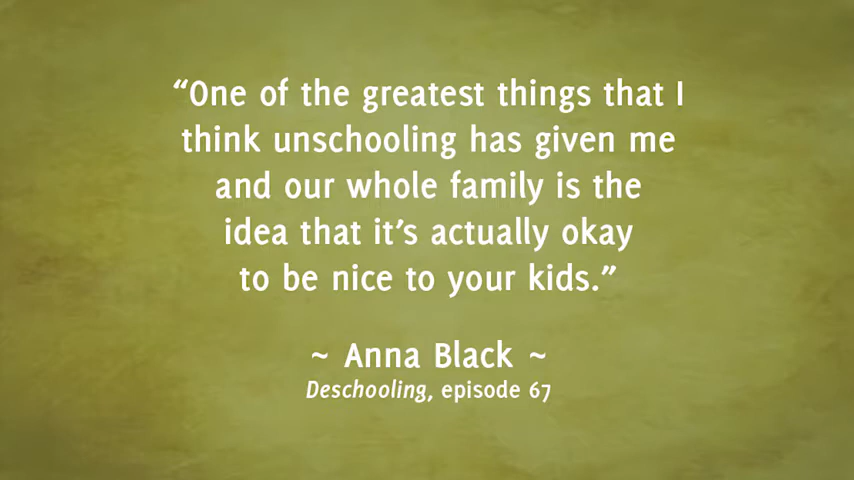 “One of the greatest things that I
think unschooling has given me
and our whole family is the
idea that it’s actually okay
to be nice to your kids.”
~ Anna Black ~
Deschooling, episode 67